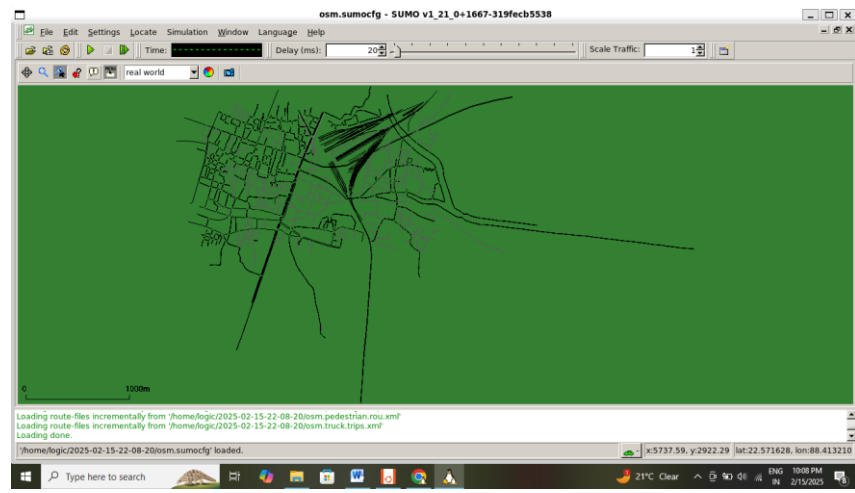 osm.sumocfg - SUMO v1_21_0+1667-319fecb5538
File Edit Settings Locate Simulation Window Language Help
Time: Delay (ms): 20 Scale Traffic: 1
real world
0 1000m
Loading route-files incrementally from '/home/logic/2025-02-15-22-08-20/osm.pedestrian.rou.xml'
Loading route-files incrementally from '/home/logic/2025-02-15-22-08-20/osm.truck.trips.xml'
Loading done.
'/home/logic/2025-02-15-22-08-20/osm.sumocfg' loaded. x:5737.59, y:2922.29 lat:22.571628, lon:88.413210
Type here to search 21°C Clear ENG 10:08 PM
IN 2/15/2025